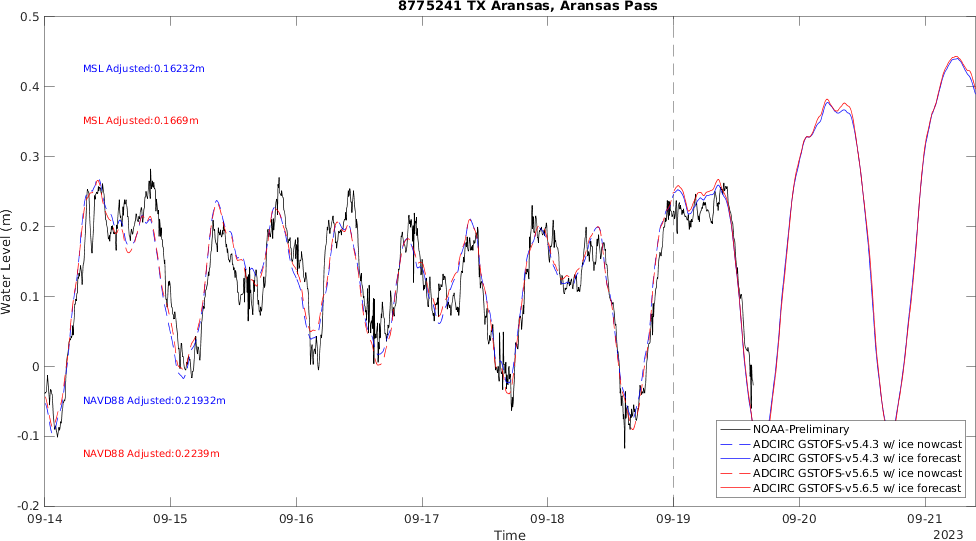 8775241 TX Aransas, Aransas Pass
0.5
0.4
0.3
0.2
0.1
0
-0.1
-0.2
Water Level (m)
MSL Adjusted:0.16232m
MSL Adjusted:0.1669m
NAVD88 Adjusted:0.21932m
NAVD88 Adjusted:0.2239m
NOAA-Preliminary
ADCIRC GSTOFS-v5.4.3 w/ ice nowcast
ADCIRC GSTOFS-v5.4.3 w/ ice forecast
ADCIRC GSTOFS-v5.6.5 w/ ice nowcast
ADCIRC GSTOFS-v5.6.5 w/ ice forecast
09-14 09-15 09-16 09-17 09-18 09-19 09-20 09-21
Time
2023